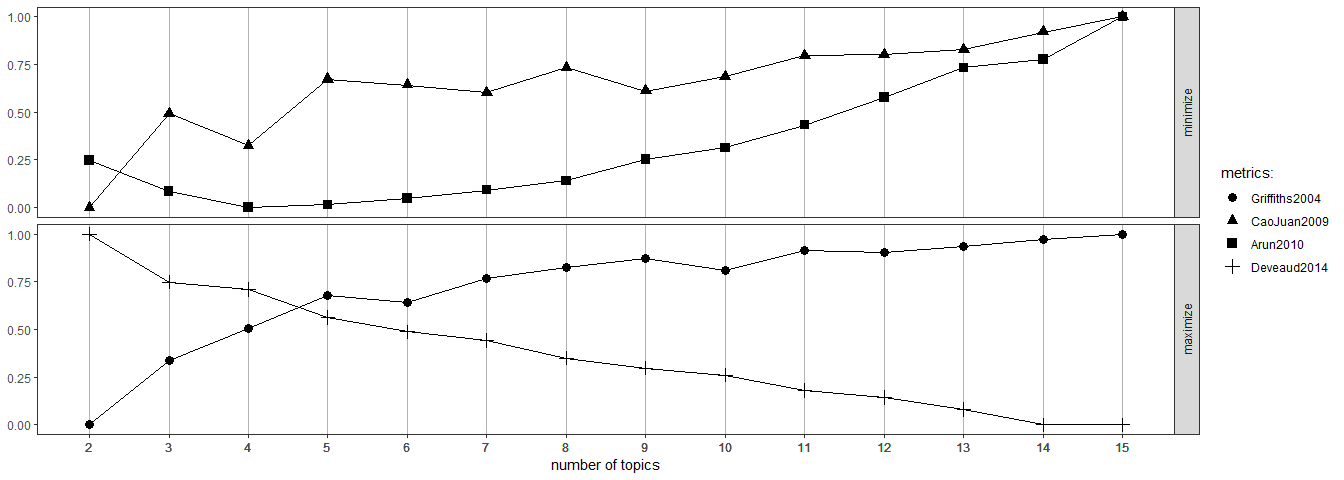 1.00
0.75
0.50
0.25
0.00
minimize
1.00
0.75
0.50
0.25
0.00
maximize
2 3 4 5 6 7 8 9 10 11 12 13 14 15
number of topics
metrics:
Griffiths2004
CaoJuan2009
Arun2010
Deveaud2014